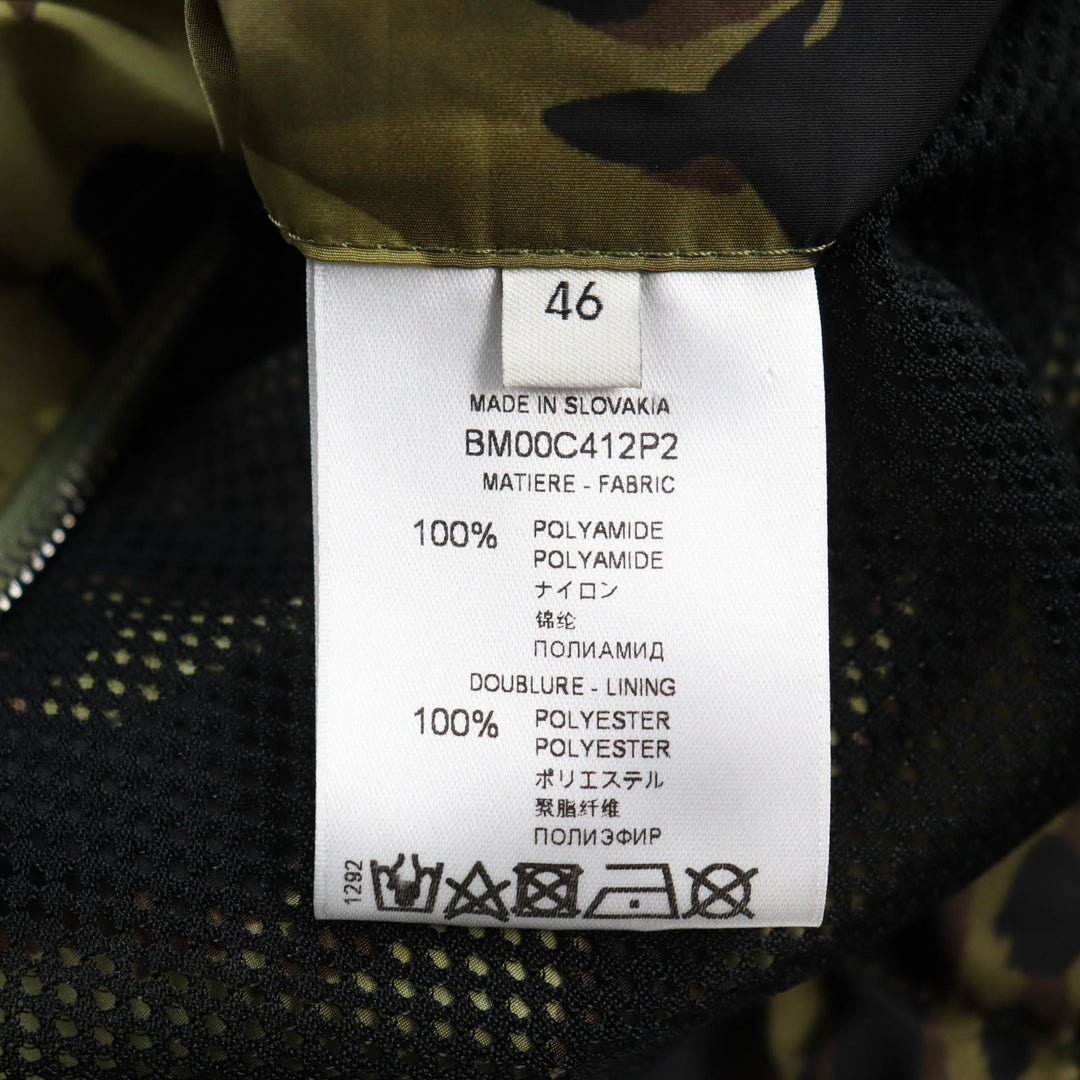 46
MADE IN SLOVAKIA
BM00C412P2
MATIERE - FABRIC
100% POLYAMIDE
POLYAMIDE
ナイロン
锦纶
ПОЛИАМИД
DOUBLURE - LINING
100% POLYESTER
POLYESTER
ポリエステル
聚脂纤维
ПОЛИЭФИР
1292